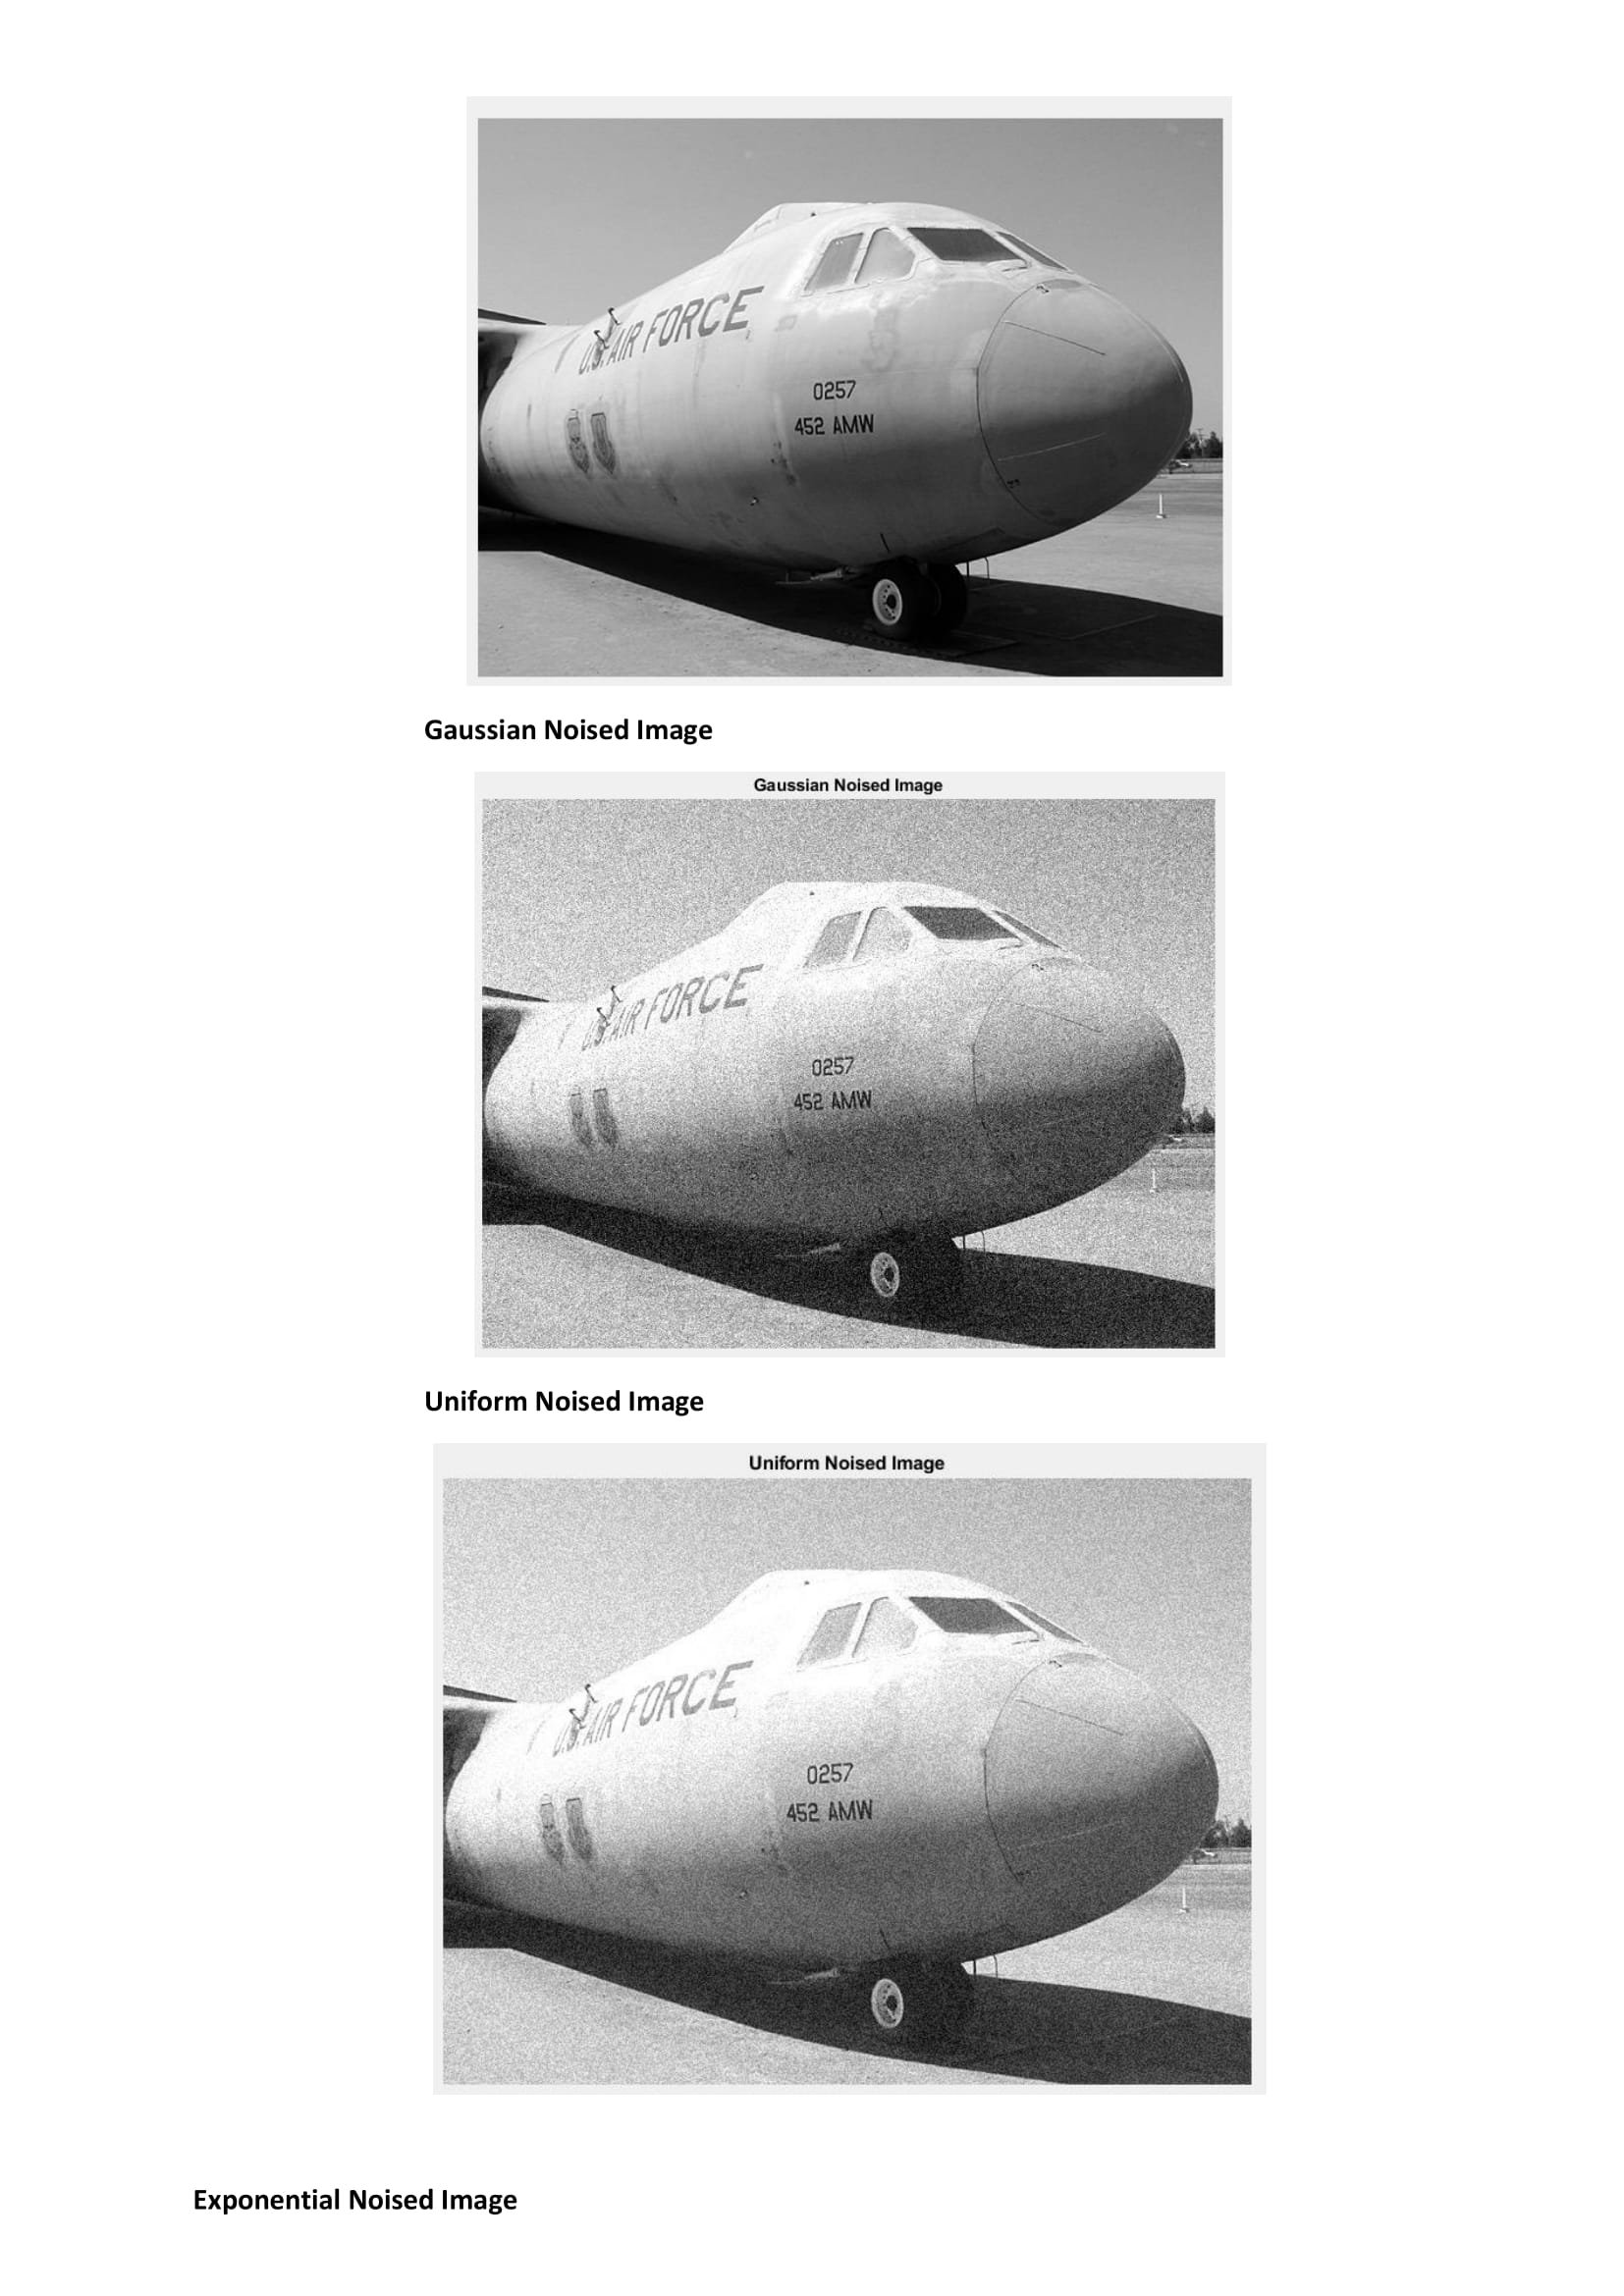 U.S. AIR FORCE
0257
452 AMW
Gaussian Noised Image
Gaussian Noised Image
U.S. AIR FORCE
0257
452 AMW
Uniform Noised Image
Uniform Noised Image
U.S. AIR FORCE
0257
452 AMW
Exponential Noised Image